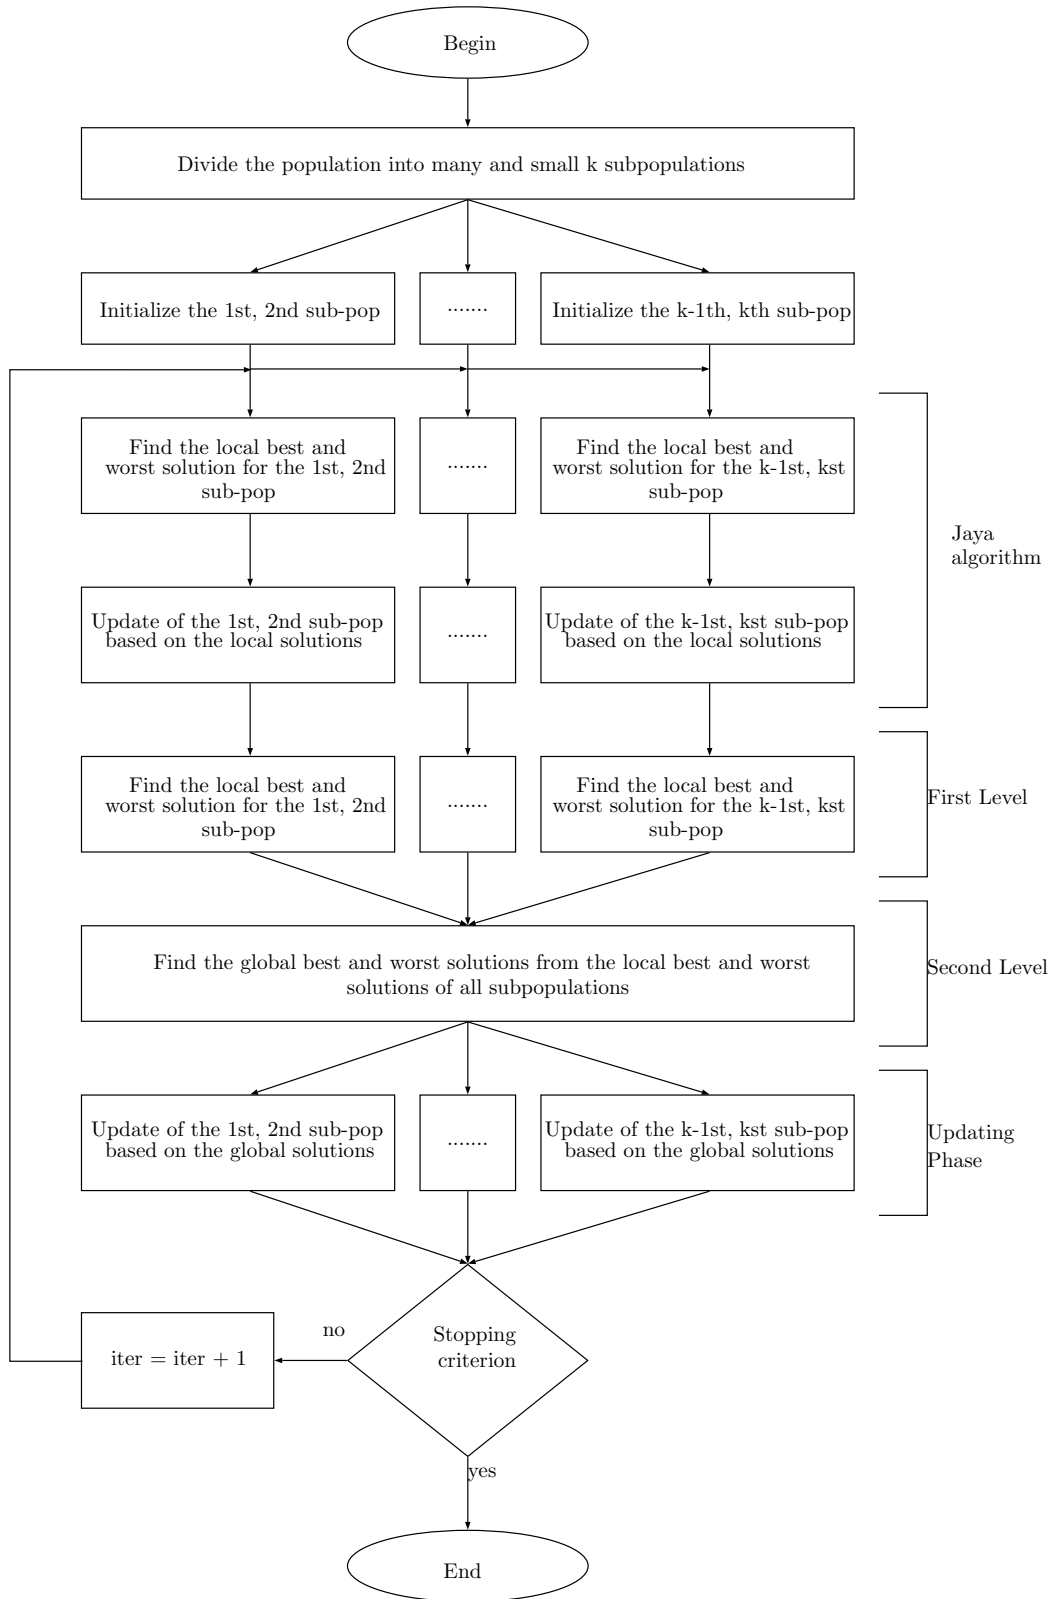 Begin
Divide the population into many and small k subpopulations
Initialize the 1st, 2nd sub-pop
.......
Initialize the k-1th, kth sub-pop
Find the local best and
worst solution for the 1st, 2nd
sub-pop
.......
Find the local best and
worst solution for the k-1st, kst
sub-pop
Jaya
algorithm
Update of the 1st, 2nd sub-pop
based on the local solutions
.......
Update of the k-1st, kst sub-pop
based on the local solutions
Find the local best and
worst solution for the 1st, 2nd
sub-pop
.......
Find the local best and
worst solution for the k-1st, kst
sub-pop
First Level
Find the global best and worst solutions from the local best and worst
solutions of all subpopulations
Second Level
Update of the 1st, 2nd sub-pop
based on the global solutions
.......
Update of the k-1st, kst sub-pop
based on the global solutions
Updating
Phase
no
Stopping
criterion
iter = iter + 1
yes
End